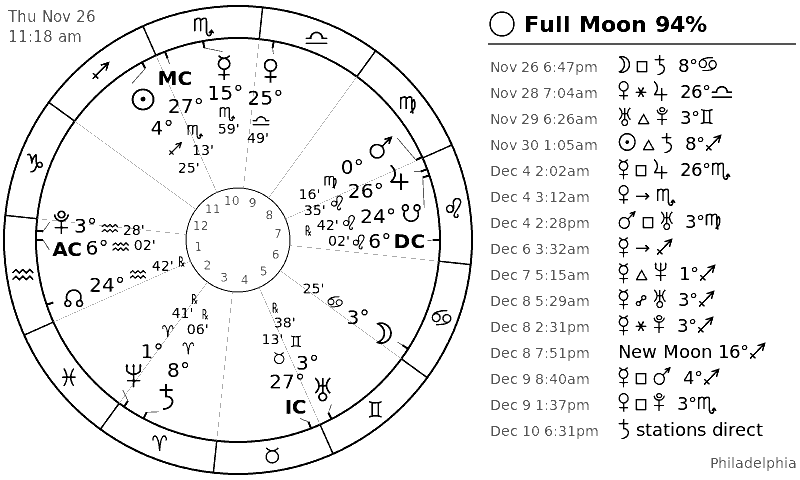 Thu Nov 26
11:18 am
Full Moon 94%
Nov 26 6:47pm ☽ □ ♄ 8°♋
Nov 28 7:04am ♀ ⚹ ♃ 26°♎
Nov 29 6:26am ♅ △ ♇ 3°♊
Nov 30 1:05am ☉ △ ♄ 8°♐
Dec 4 2:02am ☿ □ ♃ 26°♏
Dec 4 3:12am ♀ → ♏
Dec 4 2:28pm ♂ □ ♅ 3°♍
Dec 6 3:32am ☿ → ♐
Dec 7 5:15am ☿ △ ♆ 1°♐
Dec 8 5:29am ☿ ☍ ♅ 3°♐
Dec 8 2:31pm ☿ ⚹ ♇ 3°♐
Dec 8 7:51pm New Moon 16°♐
Dec 9 8:40am ☿ □ ♂ 4°♐
Dec 9 1:37pm ♀ □ ♇ 3°♏
Dec 10 6:31pm ♄ stations direct
Philadelphia
♏
♎
♍
♌
♋
♊
♉
♈
♓
♒
♑
♐
☉ 4° ♐ 25'
MC 27° ♏ 13'
☿ 15° ♏ 59'
♀ 25° ♎ 49'
♂ 0° ♍ 16'
♃ 26° ♌ 35'
☋ 24° ♌ 42' ℞
DC 6° ♌ 02'
☽ 3° ♋ 25'
♅ 3° ♊ 38' ℞
IC 27° ♉ 13'
♄ 8° ♈ 06' ℞
♆ 1° ♈ 41' ℞
☊ 24° ♒ 42' ℞
AC 6° ♒ 02'
♇ 3° ♒ 28'
1
2
3
4
5
6
7
8
9
10
11
12